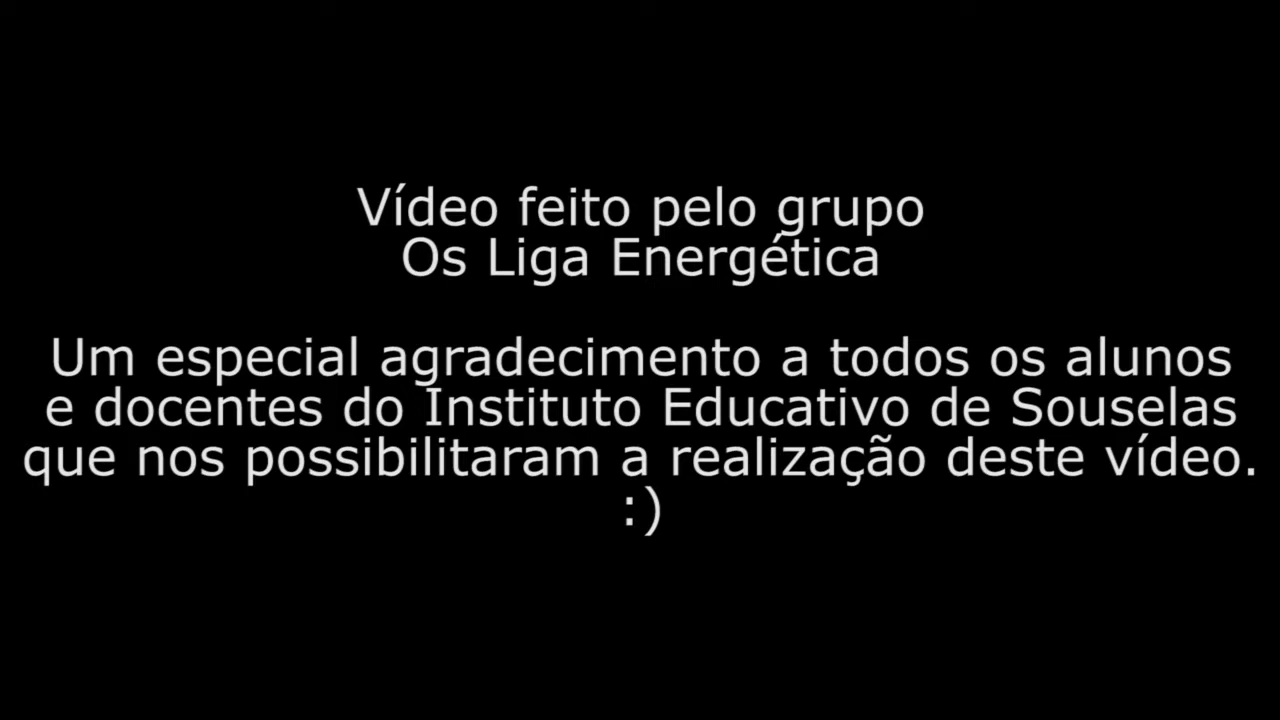 Vídeo feito pelo grupo
Os Liga Energética
Um especial agradecimento a todos os alunos
e docentes do Instituto Educativo de Souselas
que nos possibilitaram a realização deste vídeo.
:)